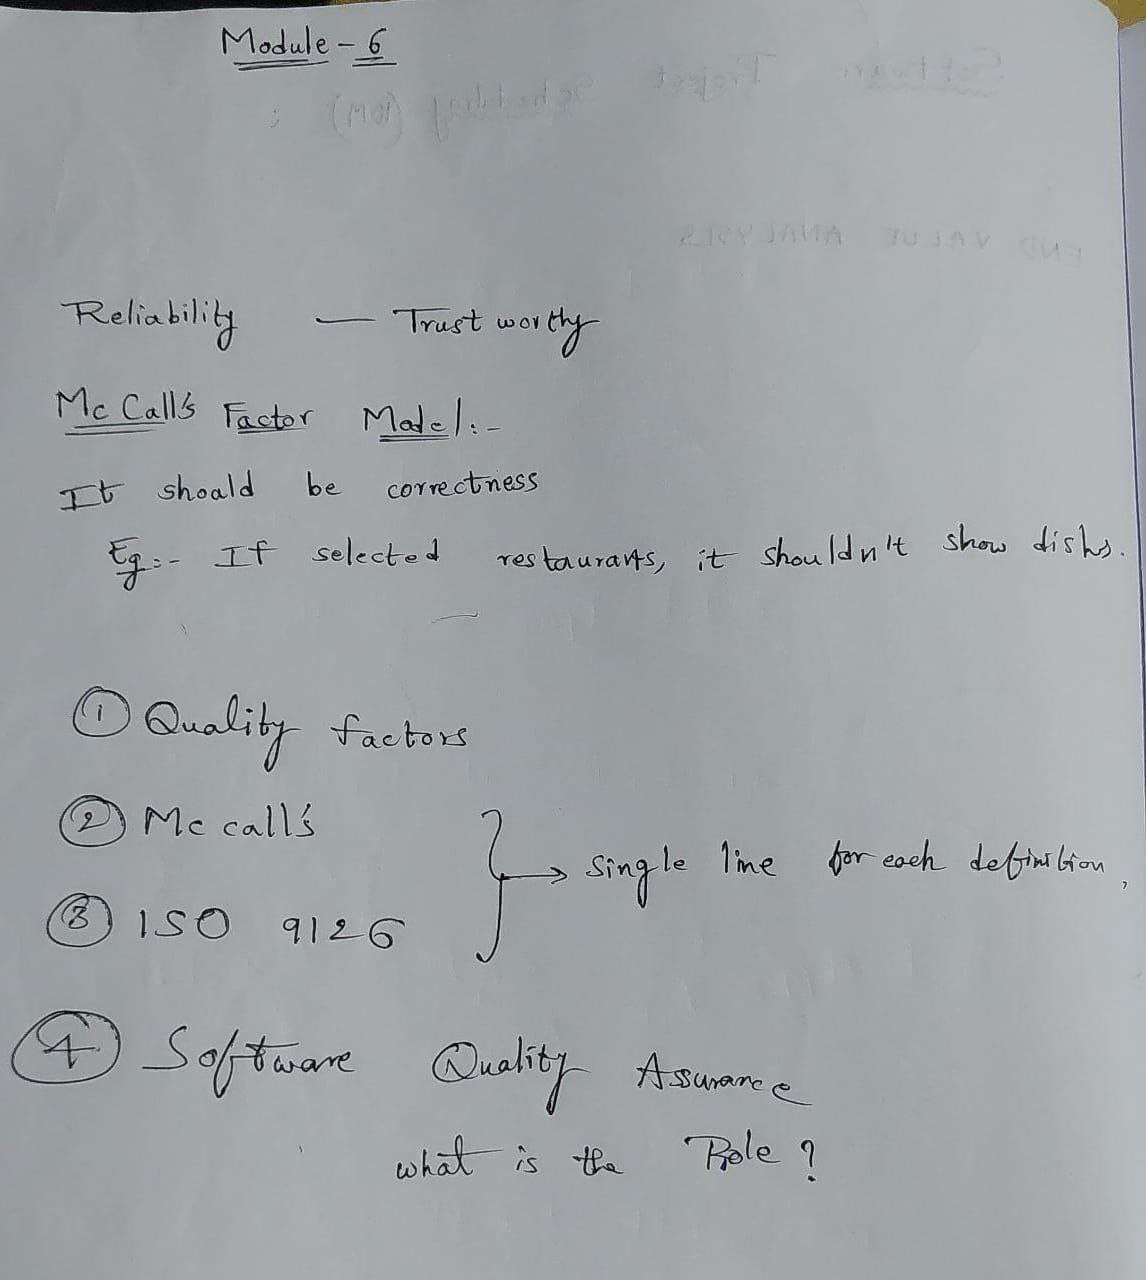 Module - 6
Reliability — Trust worthy
Mc Call's Factor Model :-
It should be correctness
Eg :- If selected restaurants, it shouldn't show dishs.
① Quality factors
② Mc call's
③ ISO 9126
→ single line for each definition,
④ Software Quality Assurance
what is the Role ?